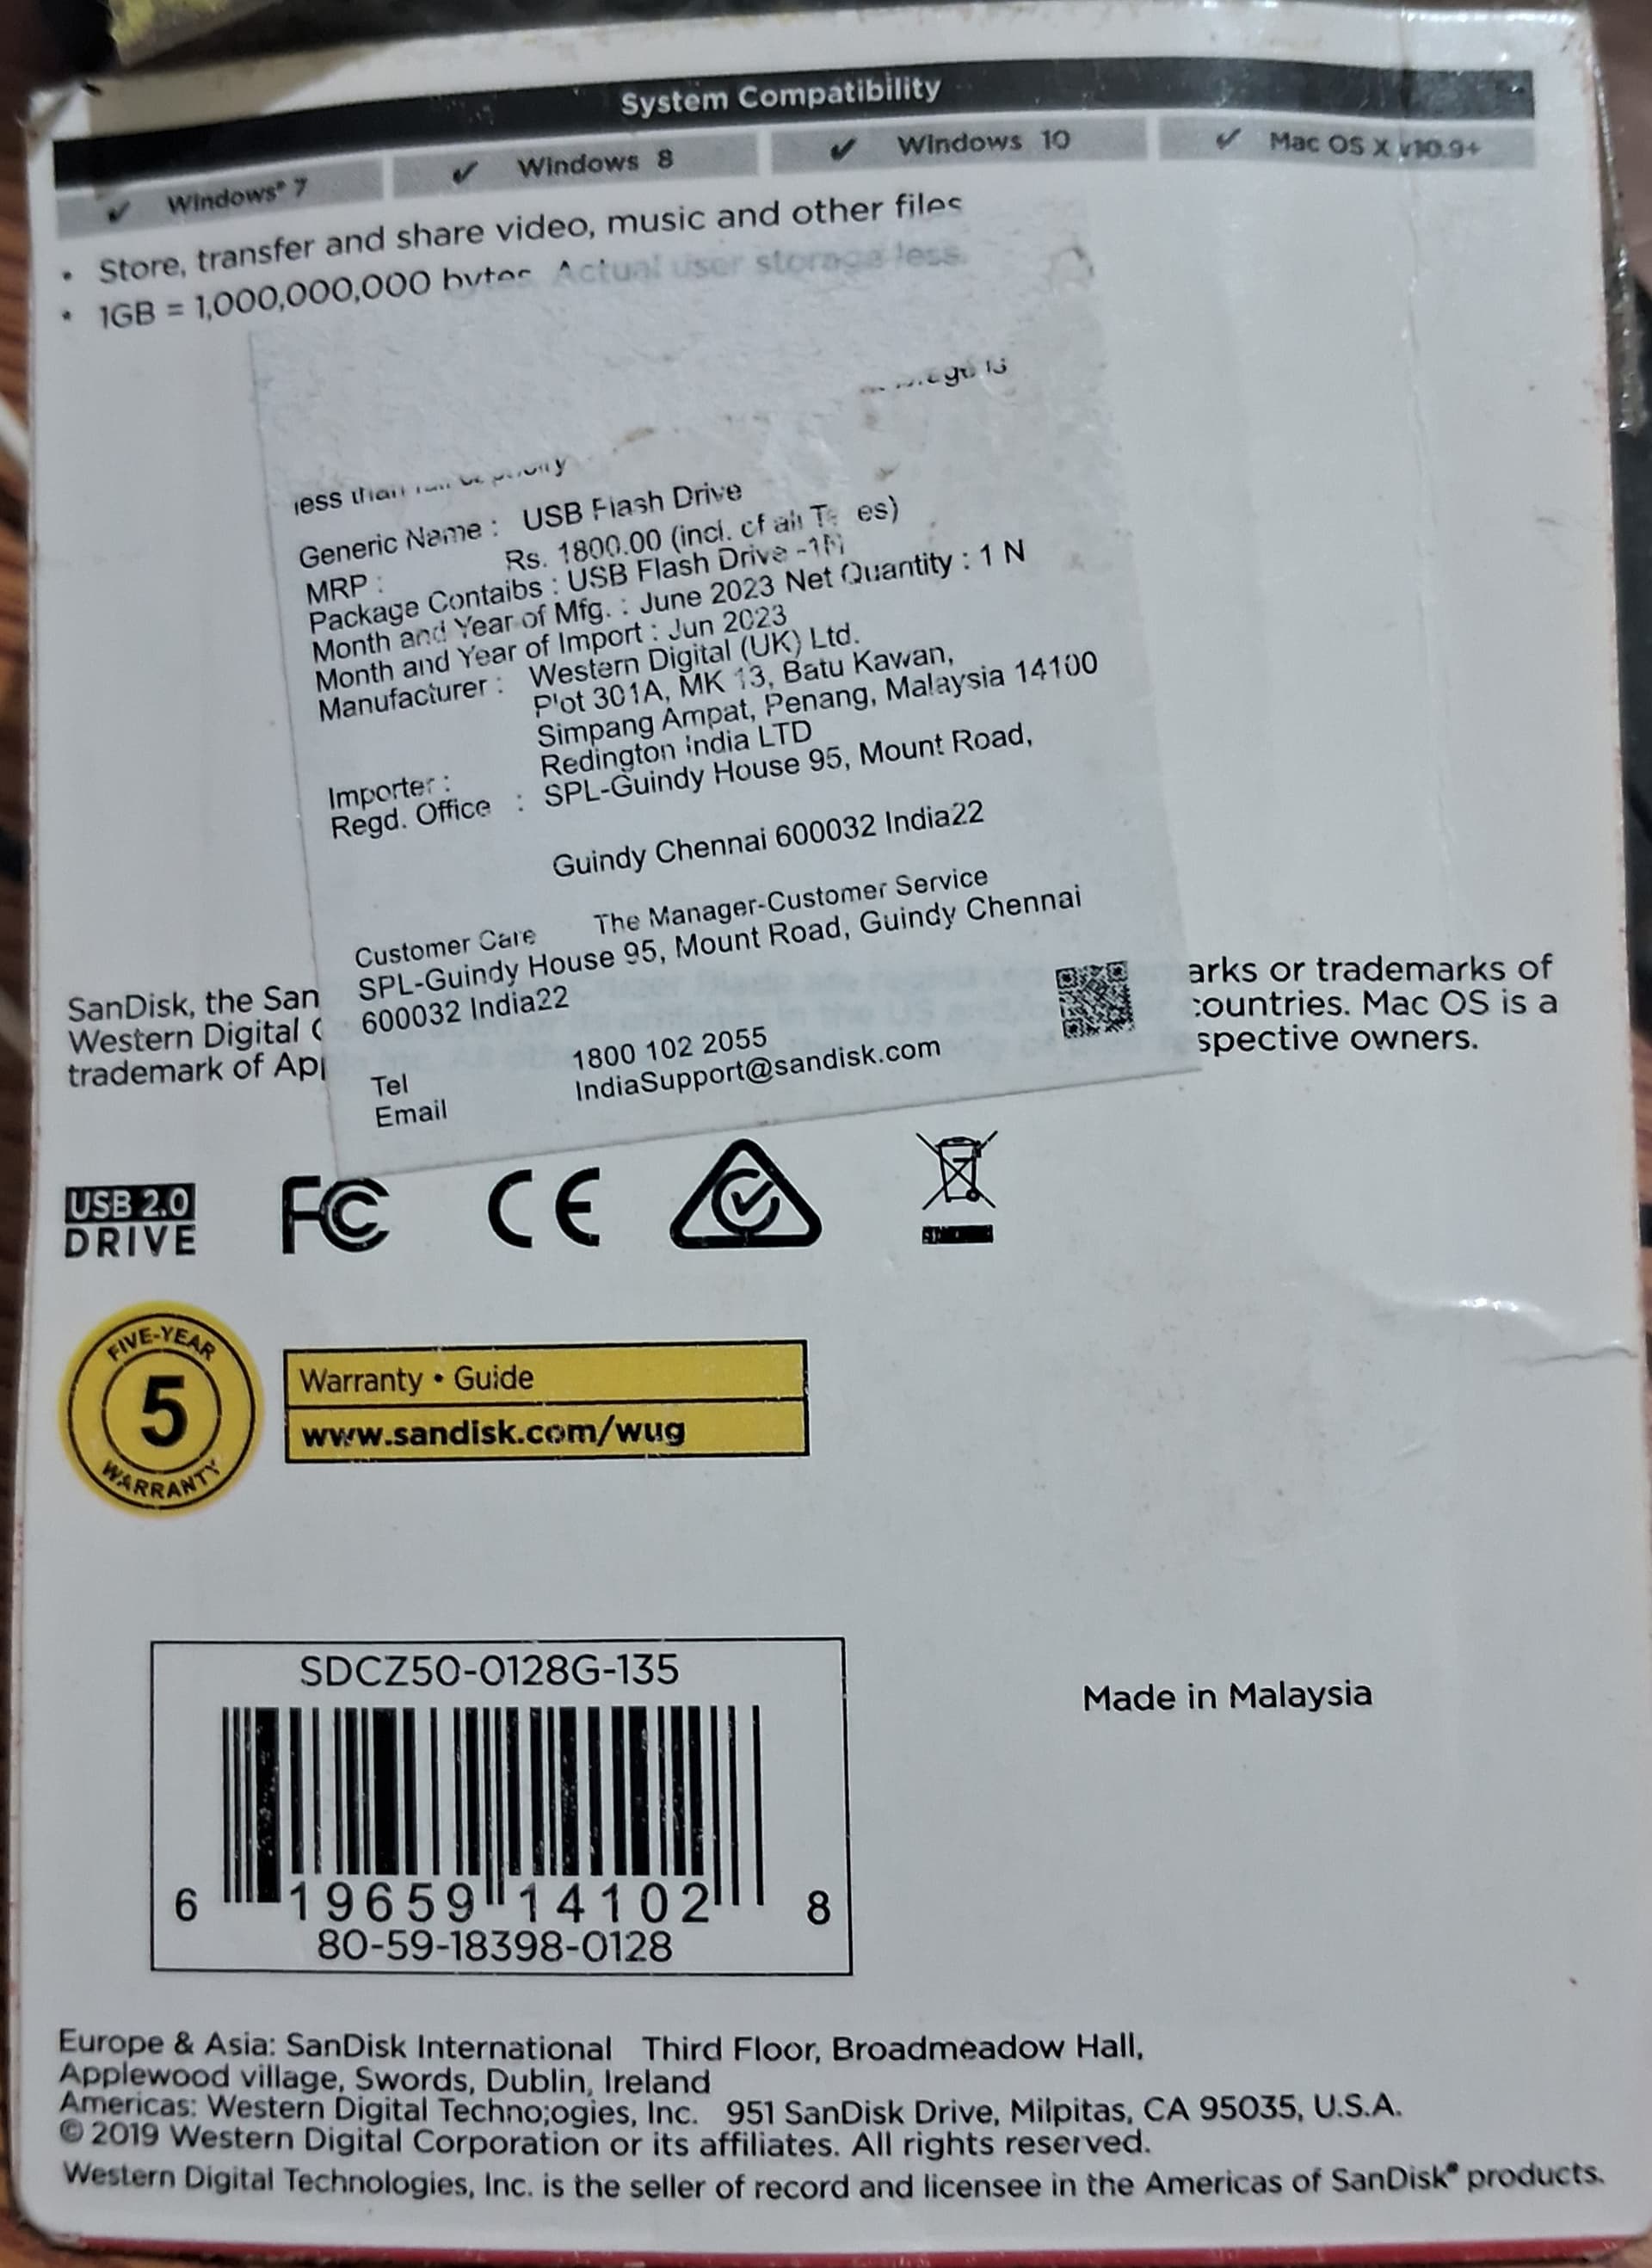 System Compatibility
✔ Windows® 7 ✔ Windows 8 ✔ Windows 10 ✔ Mac OS X v10.9+
• Store, transfer and share video, music and other files
• 1GB = 1,000,000,000 bytes. Actual user storage less.
less than
Generic Name : USB Flash Drive
MRP : Rs. 1800.00 (incl. of all T es)
Package Contaibs : USB Flash Drive -1N
Month and Year of Mfg. : June 2023 Net Quantity : 1 N
Month and Year of Import : Jun 2023
Manufacturer : Western Digital (UK) Ltd.
Plot 301A, MK 13, Batu Kawan,
Simpang Ampat, Penang, Malaysia 14100
Importer : Redington India LTD
Regd. Office : SPL-Guindy House 95, Mount Road,
Guindy Chennai 600032 India22
Customer Care The Manager-Customer Service
SPL-Guindy House 95, Mount Road, Guindy Chennai
600032 India22
Tel 1800 102 2055
Email IndiaSupport@sandisk.com
SanDisk, the San arks or trademarks of
Western Digital C countries. Mac OS is a
trademark of App spective owners.
USB 2.0
DRIVE
FC CE
FIVE-YEAR
5
WARRANTY
Warranty • Guide
www.sandisk.com/wug
SDCZ50-0128G-135
6 19659 14102 8
80-59-18398-0128
Made in Malaysia
Europe & Asia: SanDisk International Third Floor, Broadmeadow Hall,
Applewood village, Swords, Dublin, Ireland
Americas: Western Digital Techno;ogies, Inc. 951 SanDisk Drive, Milpitas, CA 95035, U.S.A.
© 2019 Western Digital Corporation or its affiliates. All rights reserved.
Western Digital Technologies, Inc. is the seller of record and licensee in the Americas of SanDisk® products.